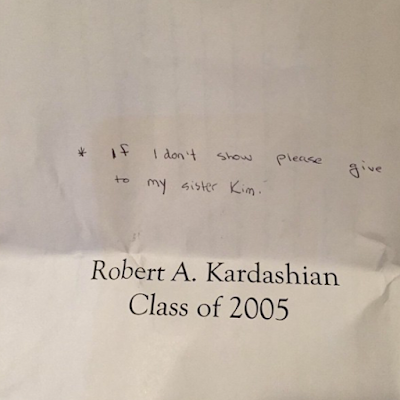 * If I don't show please give
to my sister Kim.
Robert A. Kardashian
Class of 2005